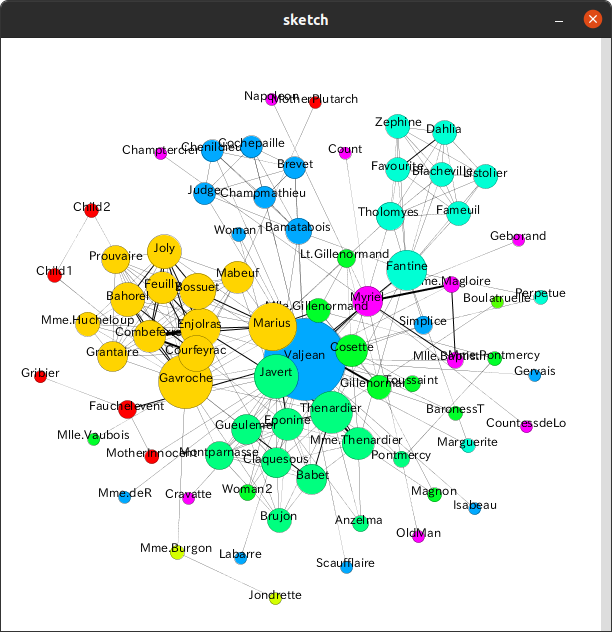 sketch
Napoleon
MotherPlutarch
Zephine
Dahlia
Champtercier
Chenildieu
Cochepaille
Count
Brevet
Favourite
Blacheville
Listolier
Judge
Champmathieu
Child2
Tholomyes
Fameuil
Woman1
Bamatabois
Geborand
Joly
Prouvaire
Lt.Gillenormand
Fantine
Child1
Mabeuf
Feuilly
Bossuet
Mme.Magloire
Bahorel
Myriel
Boulatruelle
Perpetue
Mlle.Gillenormand
Mme.Hucheloup
Combeferre
Enjolras
Marius
Simplice
Grantaire
Courfeyrac
Valjean
Cosette
Mlle.Baptistine
Mme.Pontmercy
Gribier
Gavroche
Javert
Gillenormand
Toussaint
Gervais
Fauchelevent
Thenardier
BaronessT
CountessdeLo
Mlle.Vaubois
Gueulemer
Eponine
Mme.Thenardier
Marguerite
MotherInnocent
Montparnasse
Claquesous
Pontmercy
Mme.deR
Cravatte
Woman2
Babet
Magnon
Isabeau
Brujon
Anzelma
OldMan
Mme.Burgon
Labarre
Scaufflaire
Jondrette